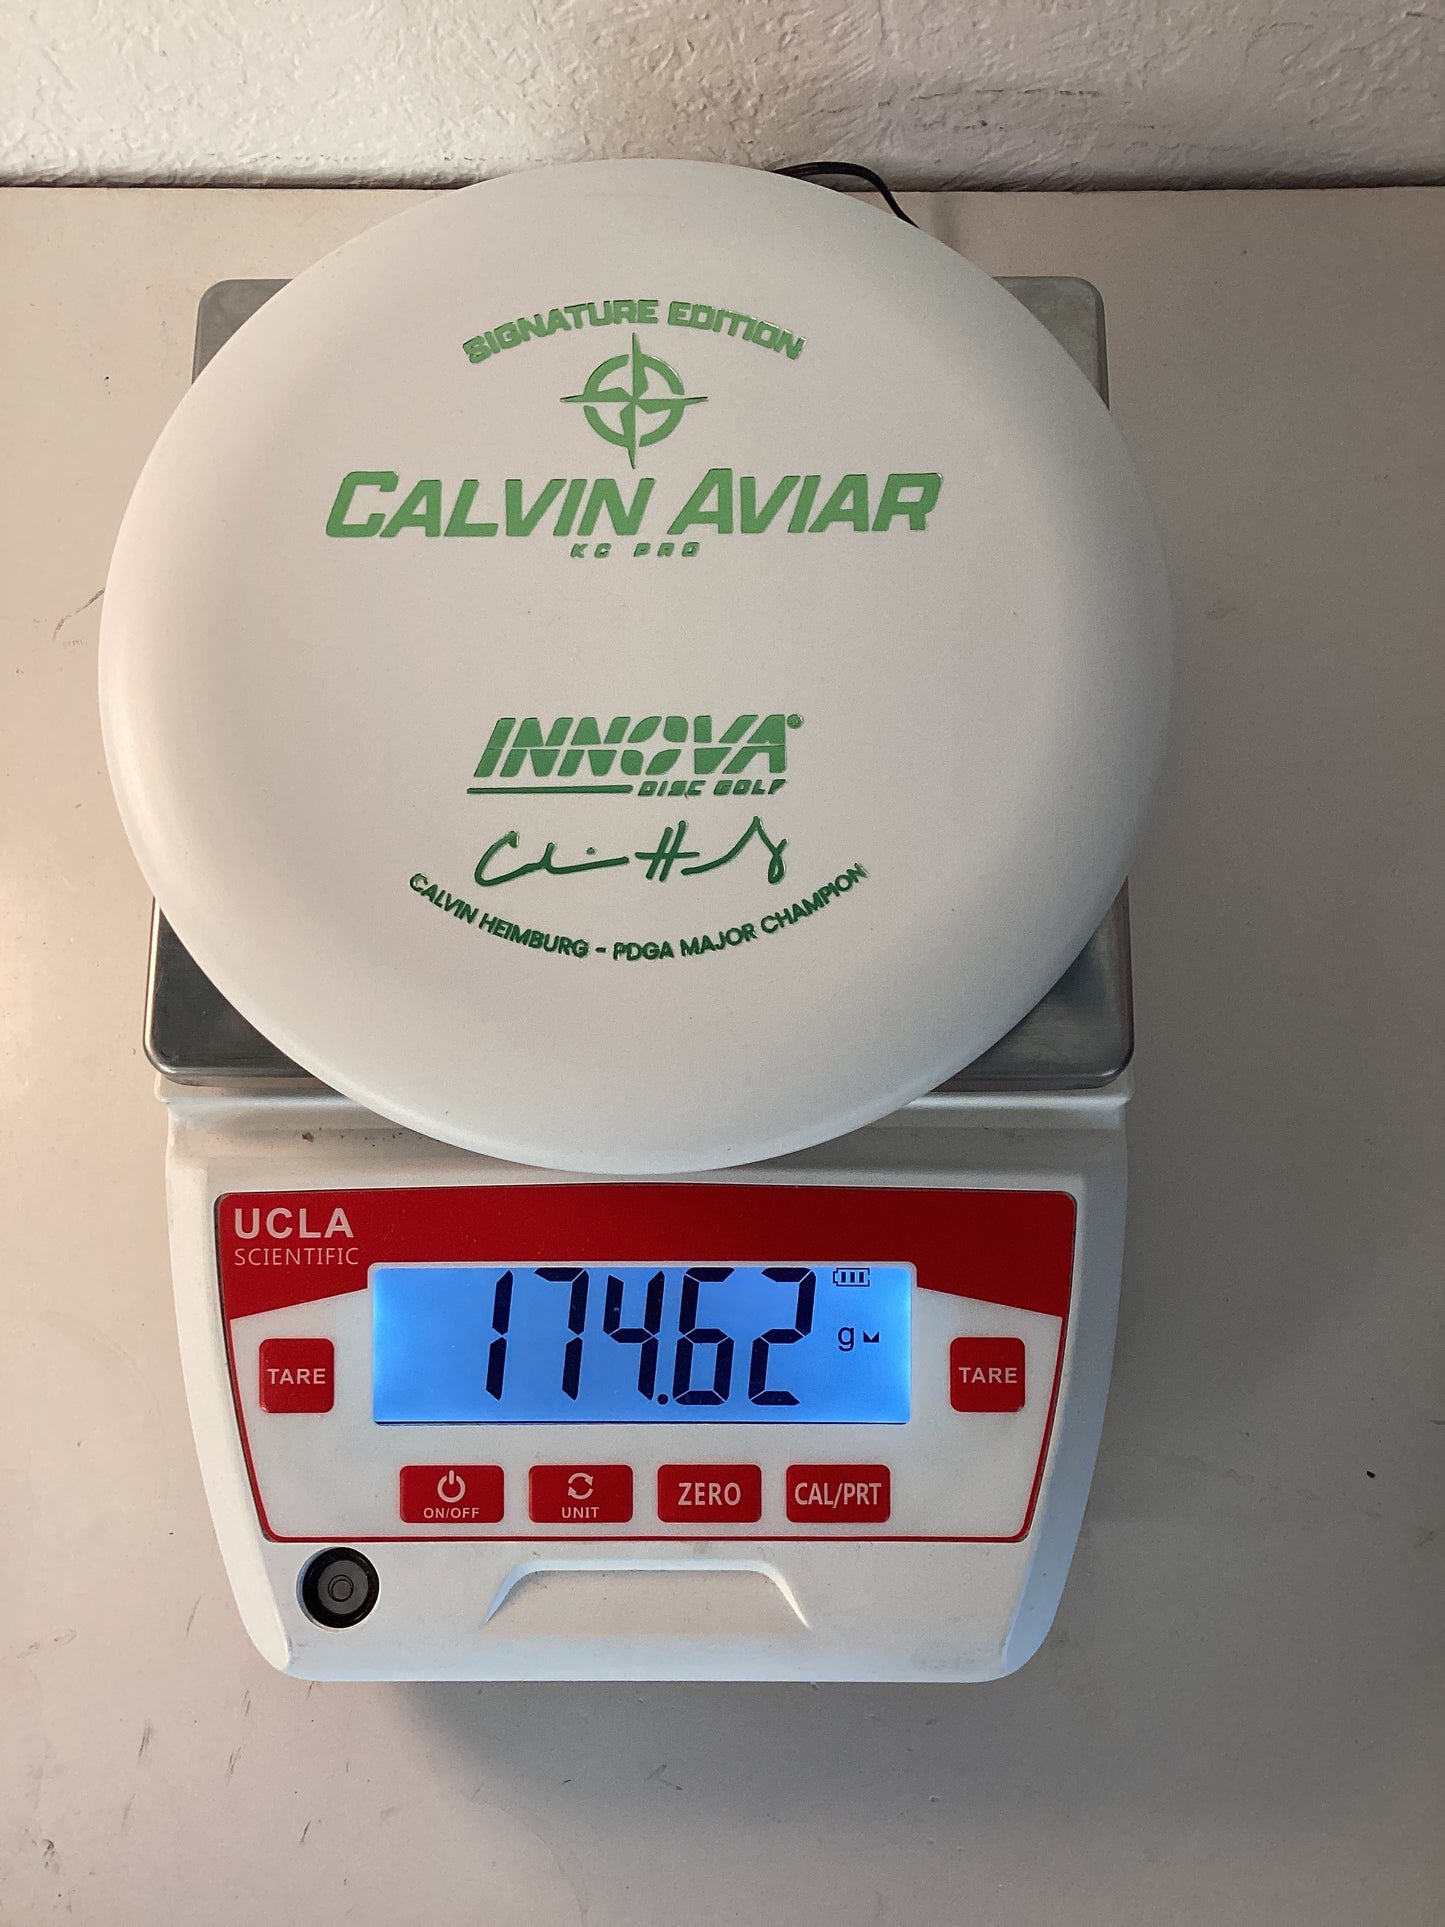 SIGNATURE EDITION
CALVIN AVIAR
KC PRO
INNOVA®
DISC GOLF
CALVIN HEIMBURG - PDGA MAJOR CHAMPION
UCLA
SCIENTIFIC
174.62
g
TARE
TARE
ON/OFF
UNIT
ZERO
CAL/PRT